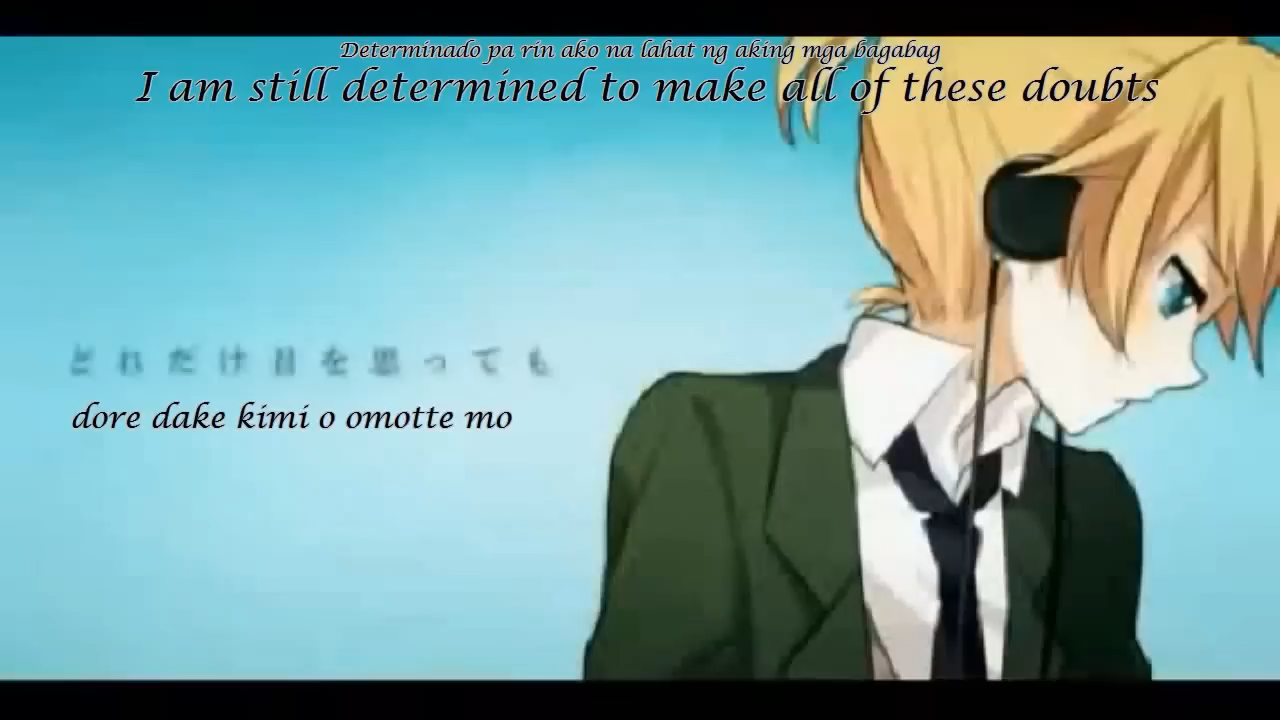 Determinado pa rin ako na lahat ng aking mga bagabag
I am still determined to make all of these doubts
どれだけ君を思っても
dore dake kimi o omotte mo